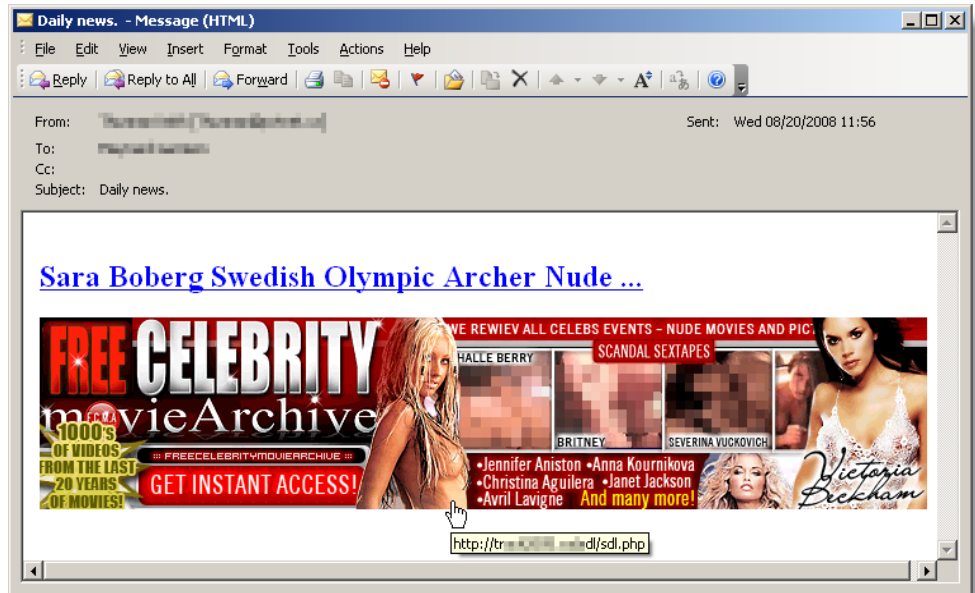 Daily news. - Message (HTML)
File Edit View Insert Format Tools Actions Help
Reply Reply to All Forward
From:
Sent: Wed 08/20/2008 11:56
To:
Cc:
Subject: Daily news.
Sara Boberg Swedish Olympic Archer Nude ...
FREE CELEBRITY
movieArchive
.COM
1000's
OF VIDEOS
FROM THE LAST
20 YEARS
OF MOVIES!
::: FREECELEBRITYMOVIEARCHIVE :::
GET INSTANT ACCESS!
WE REWIEV ALL CELEBS EVENTS - NUDE MOVIES AND PICT
SCANDAL SEXTAPES
HALLE BERRY
BRITNEY
SEVERINA VUCKOVICH
•Jennifer Aniston •Anna Kournikova
•Christina Aguilera •Janet Jackson
•Avril Lavigne And many more!
Victoria
Beckham
http://tr dl/sdl.php